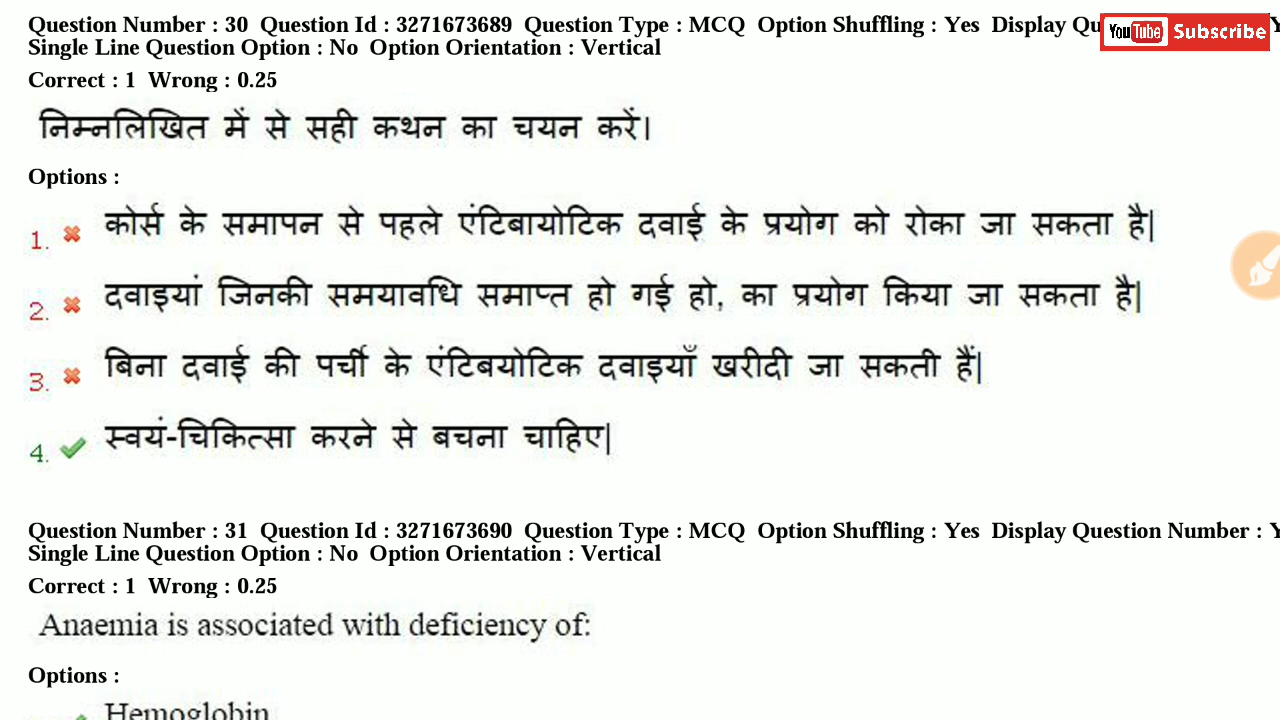 Question Number : 30 Question Id : 3271673689 Question Type : MCQ Option Shuffling : Yes Display
YouTube Subscribe
Single Line Question Option : No Option Orientation : Vertical
Correct : 1 Wrong : 0.25
निम्नलिखित में से सही कथन का चयन करें।
Options :
1. कोर्स के समापन से पहले एंटिबायोटिक दवाई के प्रयोग को रोका जा सकता है|
2. दवाइयां जिनकी समयावधि समाप्त हो गई हो, का प्रयोग किया जा सकता है|
3. बिना दवाई की पर्ची के एंटिबयोटिक दवाइयाँ खरीदी जा सकती हैं|
4. स्वयं-चिकित्सा करने से बचना चाहिए|
Question Number : 31 Question Id : 3271673690 Question Type : MCQ Option Shuffling : Yes Display Question Number : Y
Single Line Question Option : No Option Orientation : Vertical
Correct : 1 Wrong : 0.25
Anaemia is associated with deficiency of:
Options :
Hemoglobin